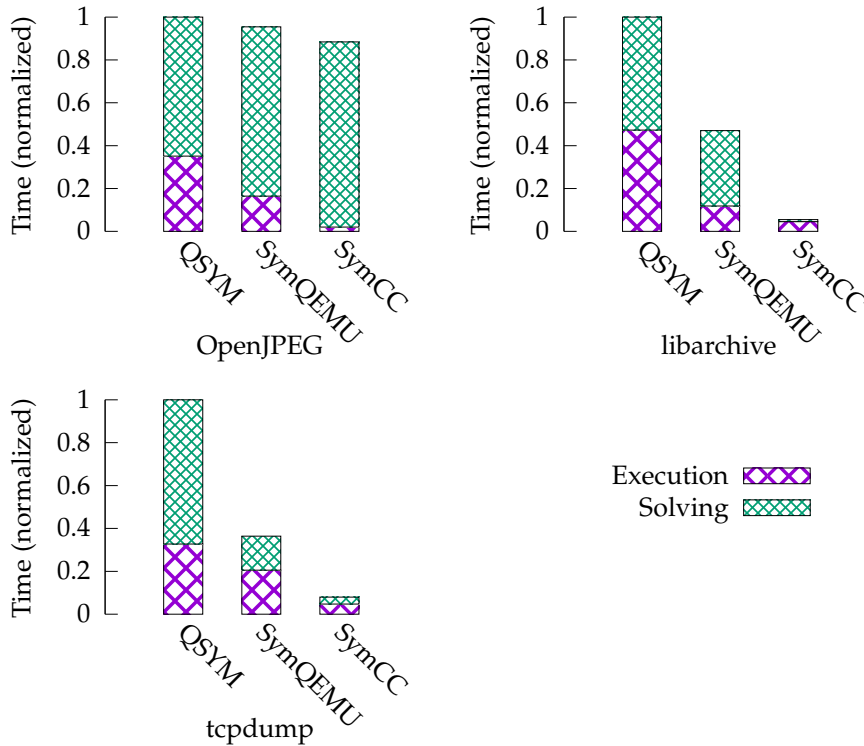 Time (normalized)
1
0.8
0.6
0.4
0.2
0
QSYM
SymQEMU
SymCC
OpenJPEG
Time (normalized)
1
0.8
0.6
0.4
0.2
0
QSYM
SymQEMU
SymCC
libarchive
Time (normalized)
1
0.8
0.6
0.4
0.2
0
QSYM
SymQEMU
SymCC
tcpdump
Execution
Solving